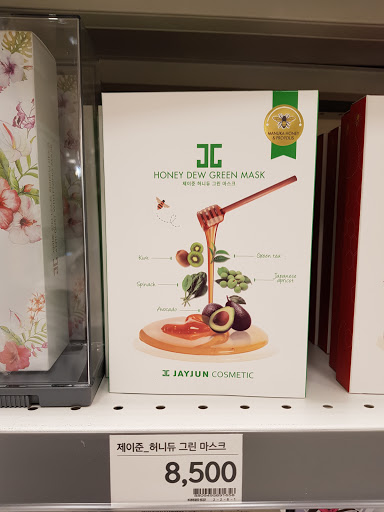 MANUKA HONEY
& PROPOLIS
HONEY DEW GREEN MASK
제이준 허니듀 그린 마스크
Kiwi
Green tea
Spinach
Japanese
apricot
Avocado
JAYJUN COSMETIC
제이준_허니듀 그린 마스크
8,500